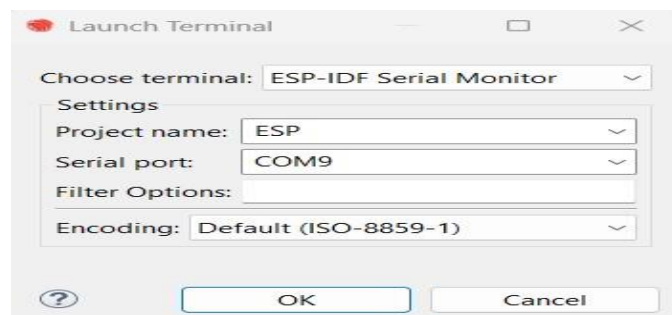 Launch Terminal
Choose terminal: ESP-IDF Serial Monitor
Settings
Project name: ESP
Serial port: COM9
Filter Options:
Encoding: Default (ISO-8859-1)
? OK Cancel